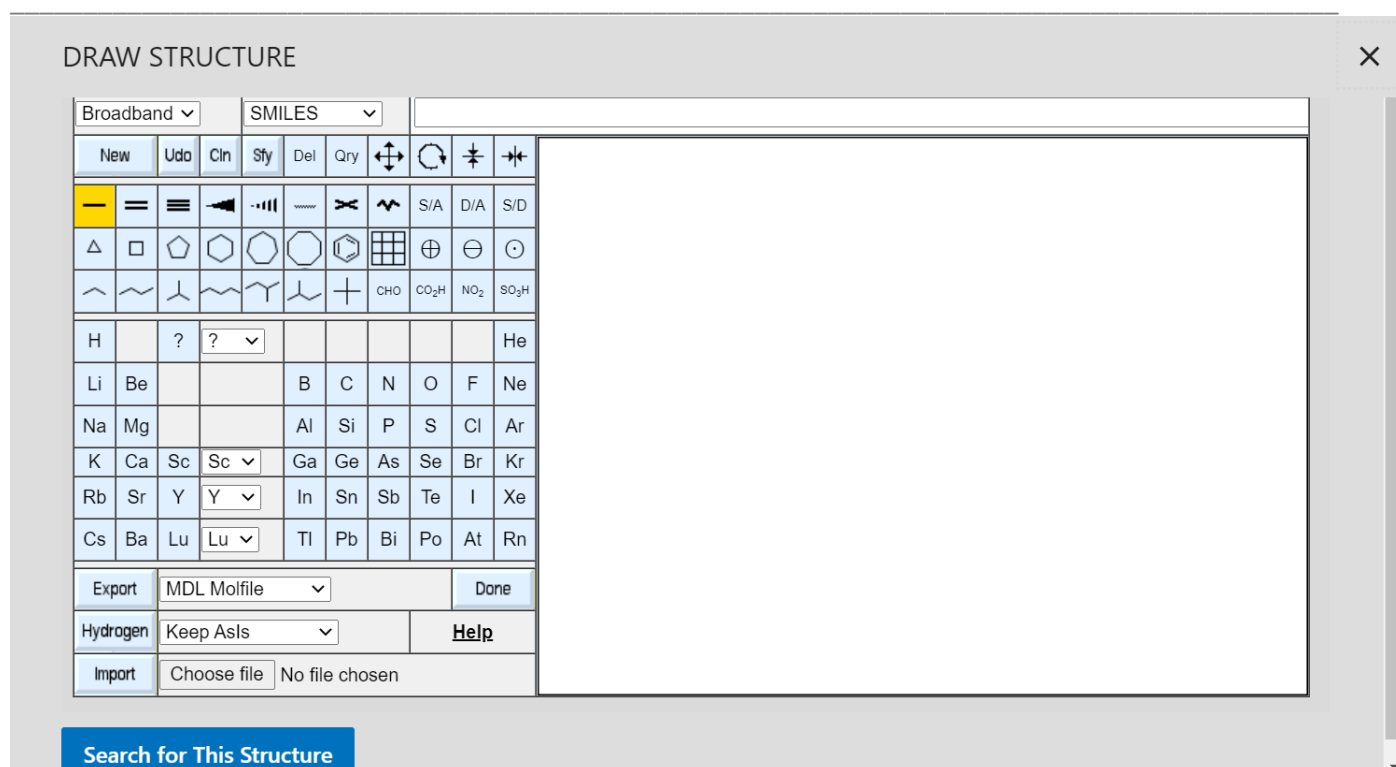 DRAW STRUCTURE
Broadband SMILES
New Udo Cln Sfy Del Qry
S/A D/A S/D
CHO CO₂H NO₂ SO₃H
H ? ? He
Li Be B C N O F Ne
Na Mg Al Si P S Cl Ar
K Ca Sc Sc Ga Ge As Se Br Kr
Rb Sr Y Y In Sn Sb Te I Xe
Cs Ba Lu Lu Tl Pb Bi Po At Rn
Export MDL Molfile Done
Hydrogen Keep AsIs Help
Import Choose file No file chosen
Search for This Structure